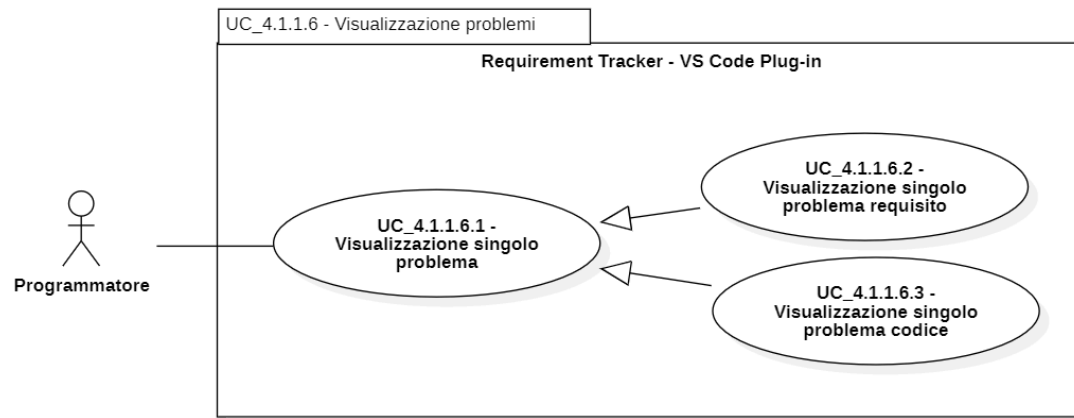 UC_4.1.1.6 - Visualizzazione problemi
Requirement Tracker - VS Code Plug-in
UC_4.1.1.6.2 -
Visualizzazione singolo
problema requisito
UC_4.1.1.6.1 -
Visualizzazione singolo
problema
Programmatore
UC_4.1.1.6.3 -
Visualizzazione singolo
problema codice